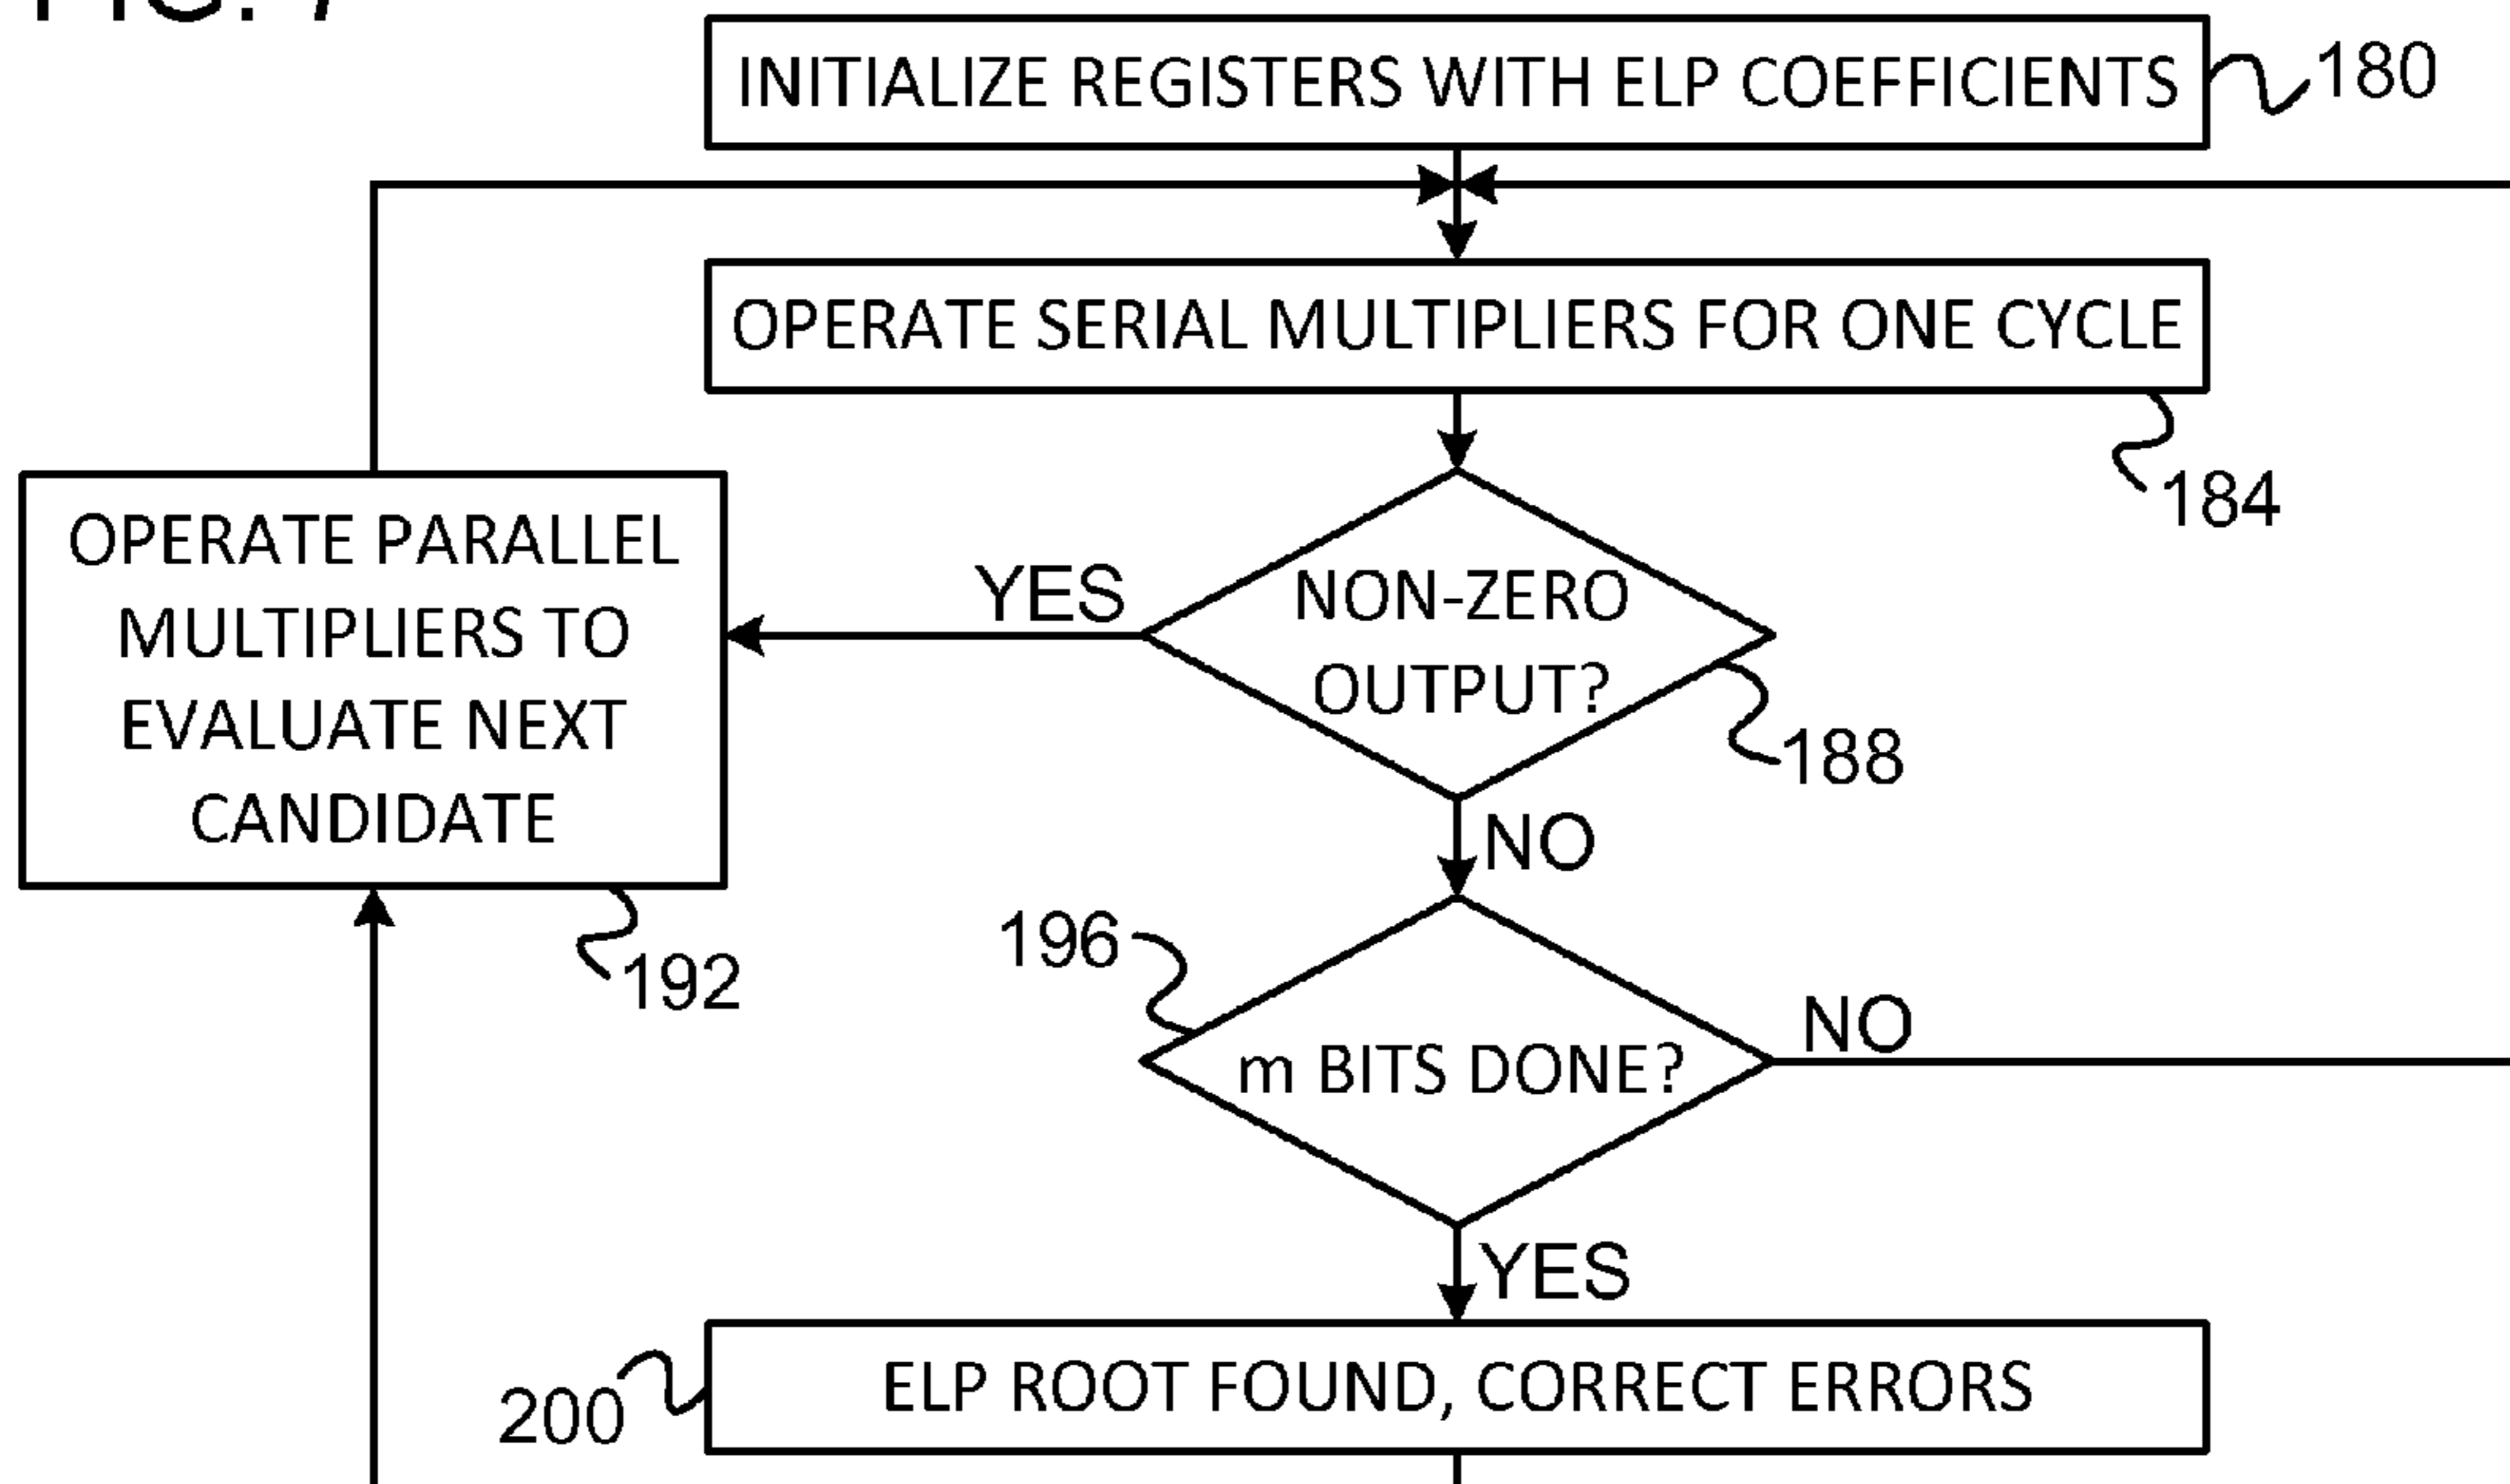 INITIALIZE REGISTERS WITH ELP COEFFICIENTS
180
OPERATE SERIAL MULTIPLIERS FOR ONE CYCLE
184
OPERATE PARALLEL
MULTIPLIERS TO
EVALUATE NEXT
CANDIDATE
192
YES
NON-ZERO
OUTPUT?
188
NO
196
m BITS DONE?
NO
YES
ELP ROOT FOUND, CORRECT ERRORS
200